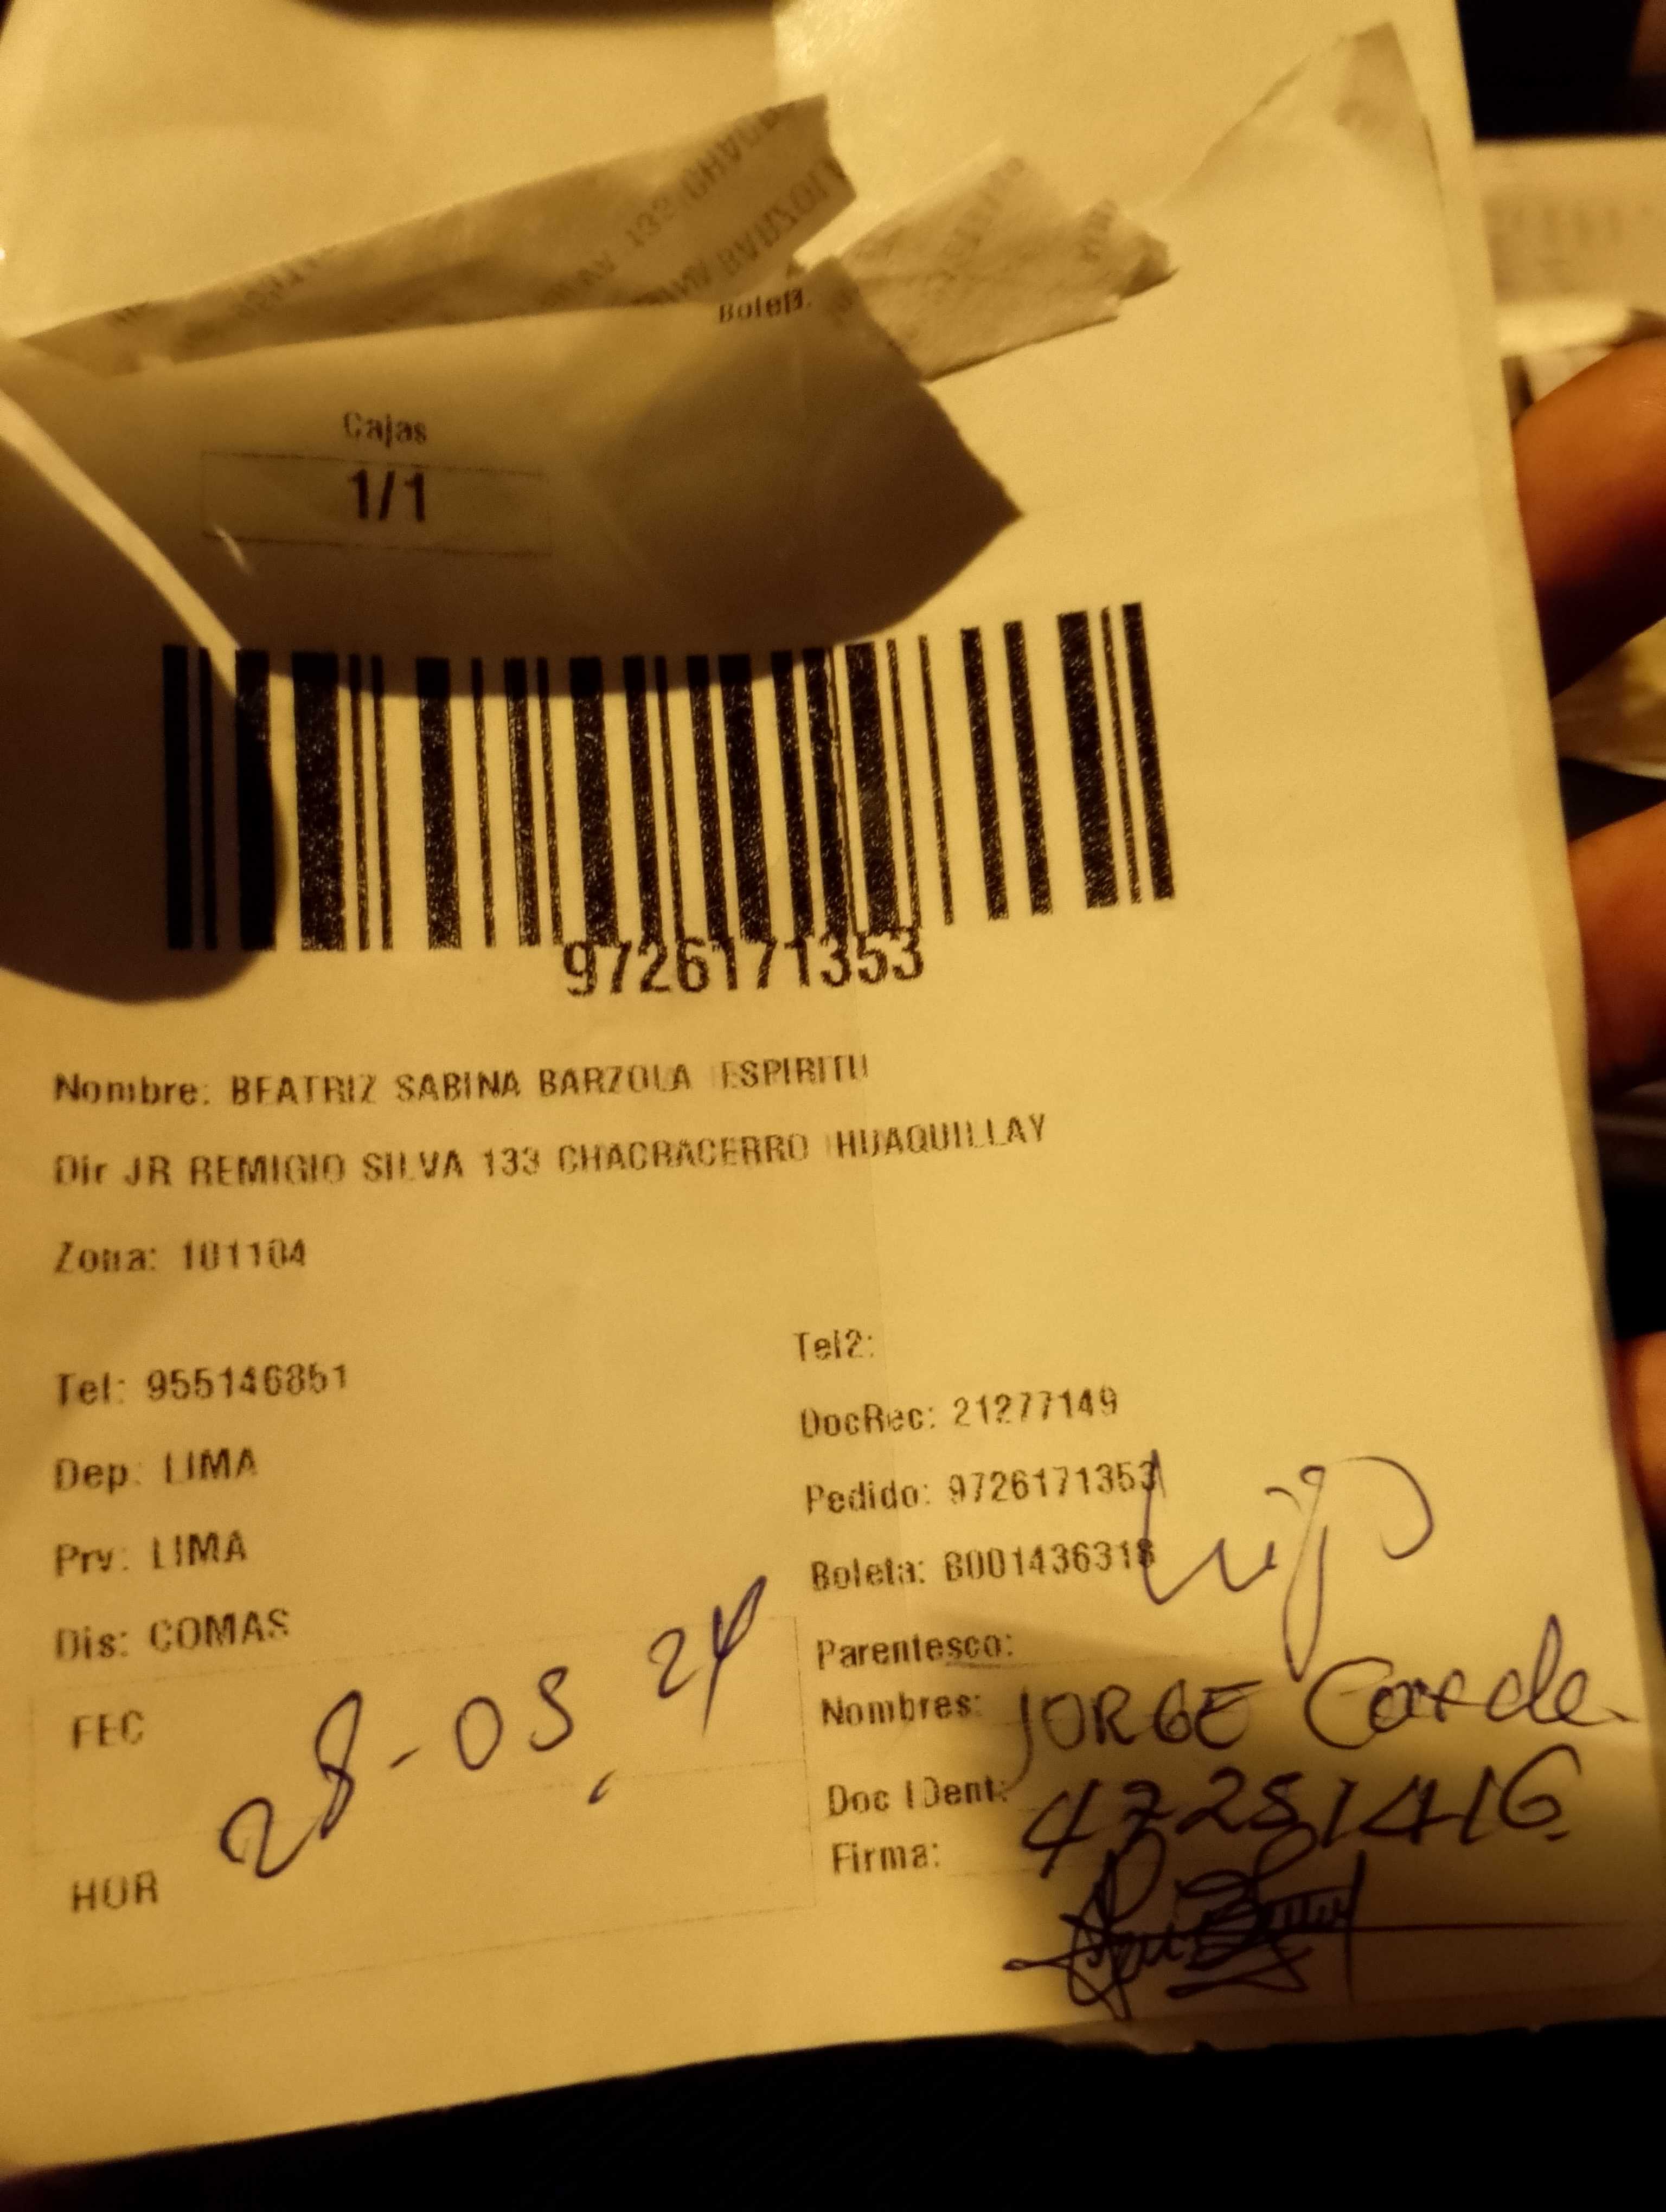 Cajas
1/1
9726171353
Nombre: BEATRIZ SABINA BARZOLA ESPIRITU
Dir JR REMIGIO SILVA 133 CHACRACERRO HUAQUILLAY
Zona: 101104
Tel: 955146851
Tel2:
DocRec: 21277149
Dep: LIMA
Pedido: 9726171353
Prv: LIMA
Boleta: B001436318
Dis: COMAS
Parentesco: hijo
FEC 28-05.24
Nombres: JORGE
Doc IDent: 47251416
HOR
Firma: